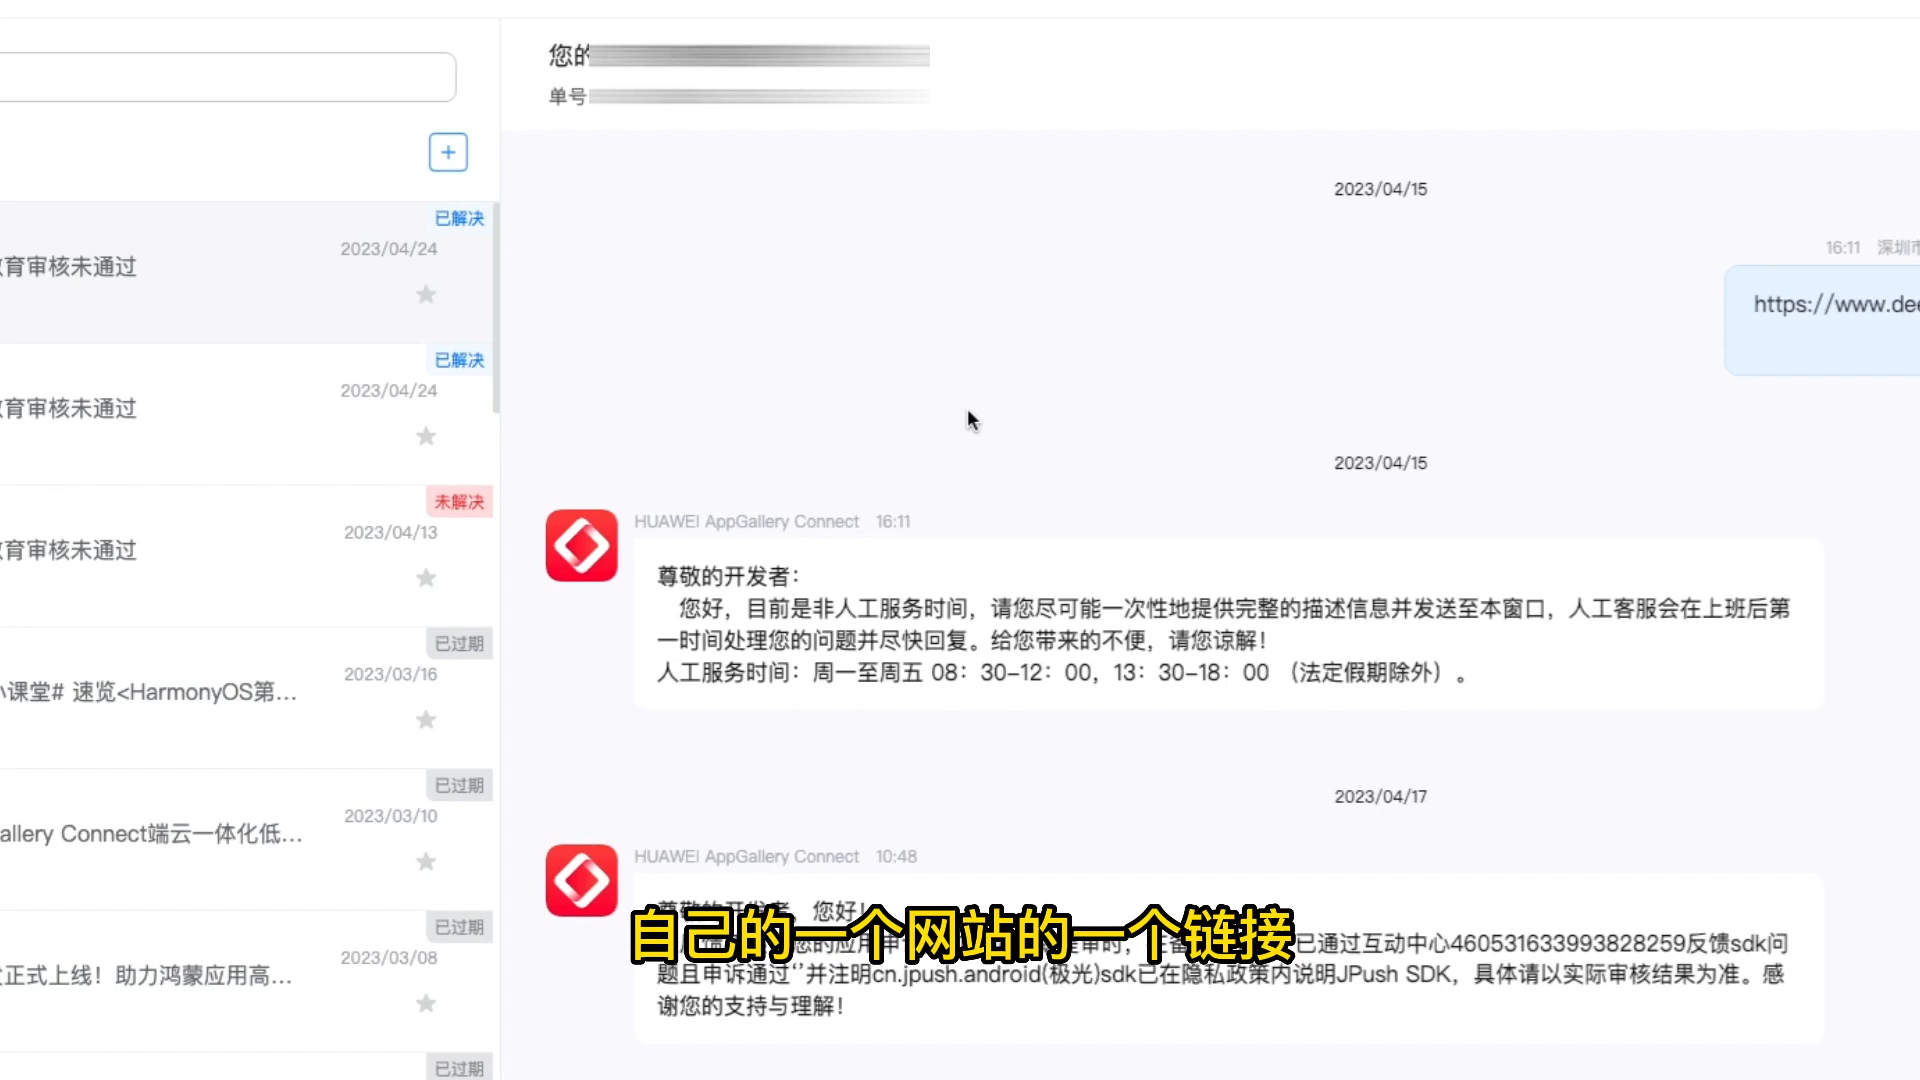 已解决
2023/04/24
育审核未通过
已解决
2023/04/24
育审核未通过
未解决
2023/04/13
育审核未通过
已过期
2023/03/16
小课堂# 速览<HarmonyOS第...
已过期
2023/03/10
allery Connect端云一体化低...
已过期
2023/03/08
正式上线！助力鸿蒙应用高...
已过期
您的
单号
2023/04/15
16:11 深圳市
https://www.dee
2023/04/15
HUAWEI AppGallery Connect 16:11
尊敬的开发者：
您好，目前是非人工服务时间，请您尽可能一次性地提供完整的描述信息并发送至本窗口，人工客服会在上班后第
一时间处理您的问题并尽快回复。给您带来的不便，请您谅解！
人工服务时间：周一至周五 08：30-12：00，13：30-18：00 （法定假期除外）。
2023/04/17
HUAWEI AppGallery Connect 10:48
尊敬的开发者，您好！
已通过互动中心460531633993828259反馈sdk问
题且申诉通过‘’并注明cn.jpush.android(极光)sdk已在隐私政策内说明JPush SDK，具体请以实际审核结果为准。感
谢您的支持与理解！
自己的一个网站的一个链接